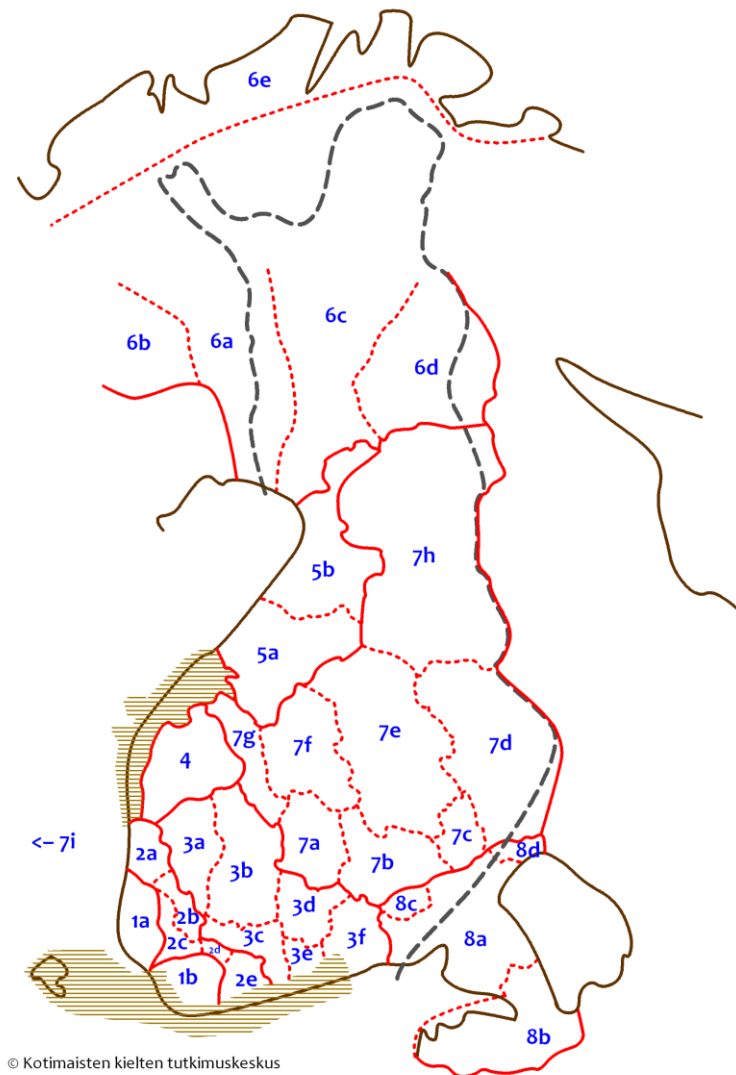 6e
6c
6b
6a
6d
7h
5b
5a
7g
7f
7e
7d
4
<– 7i
2a
3a
3b
7a
7b
7c
8d
1a
2b
2c
2d
3c
3d
3e
3f
8c
8a
1b
2e
8b
© Kotimaisten kielten tutkimuskeskus